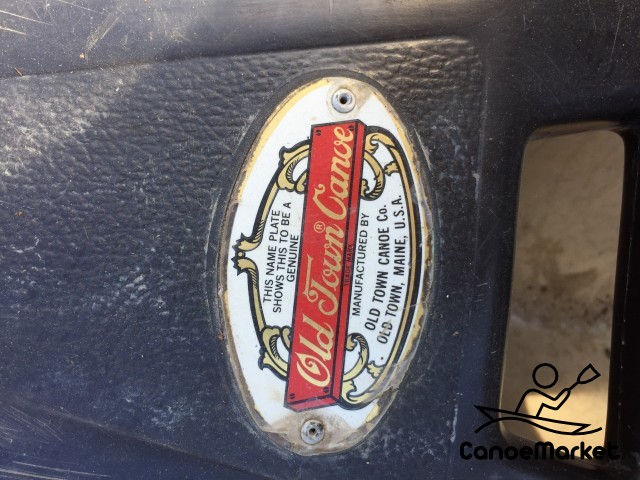 THIS NAME PLATE
SHOWS THIS TO BE A
GENUINE
Old Town Canoe
®
TRADE MARK
MANUFACTURED BY
OLD TOWN CANOE Co.
OLD TOWN, MAINE, U.S.A.
CanoeMarket